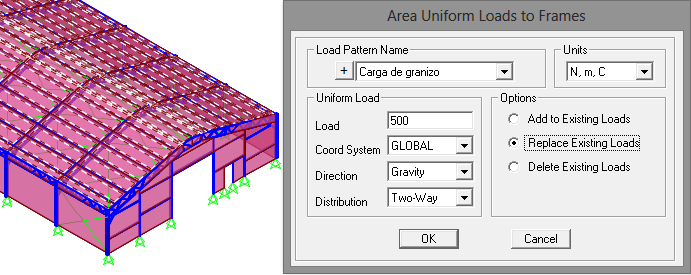 Area Uniform Loads to Frames
Load Pattern Name
+ Carga de granizo
Units
N, m, C
Uniform Load
Load 500
Coord System GLOBAL
Direction Gravity
Distribution Two-Way
Options
Add to Existing Loads
Replace Existing Loads
Delete Existing Loads
OK
Cancel